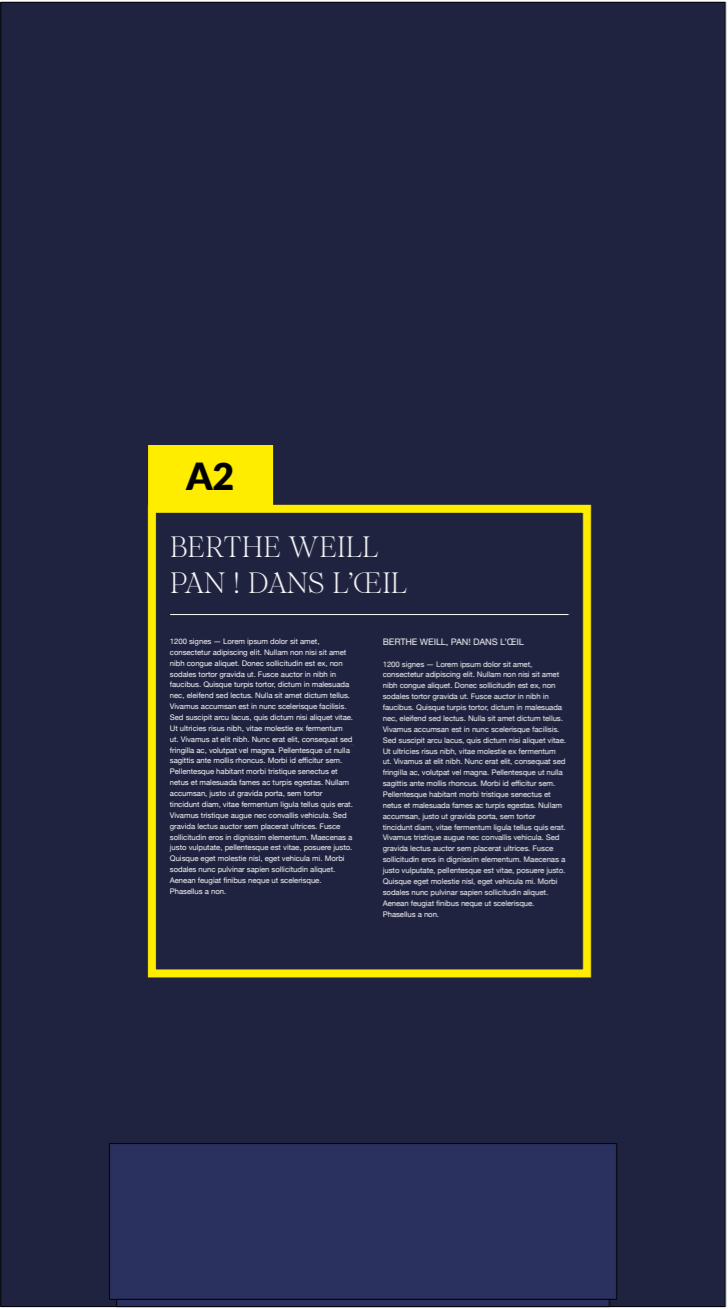 A2
BERTHE WEILL
PAN ! DANS L’ŒIL
1200 signes — Lorem ipsum dolor sit amet,
consectetur adipiscing elit. Nullam non nisi sit amet
nibh congue aliquet. Donec sollicitudin est ex, non
sodales tortor gravida ut. Fusce auctor in nibh in
faucibus. Quisque turpis tortor, dictum in malesuada
nec, eleifend sed lectus. Nulla sit amet dictum tellus.
Vivamus accumsan est in nunc scelerisque facilisis.
Sed suscipit arcu lacus, quis dictum nisi aliquet vitae.
Ut ultricies risus nibh, vitae molestie ex fermentum
ut. Vivamus at elit nibh. Nunc erat elit, consequat sed
fringilla ac, volutpat vel magna. Pellentesque ut nulla
sagittis ante mollis rhoncus. Morbi id efficitur sem.
Pellentesque habitant morbi tristique senectus et
netus et malesuada fames ac turpis egestas. Nullam
accumsan, justo ut gravida porta, sem tortor
tincidunt diam, vitae fermentum ligula tellus quis erat.
Vivamus tristique augue nec convallis vehicula. Sed
gravida lectus auctor sem placerat ultrices. Fusce
sollicitudin eros in dignissim elementum. Maecenas a
justo vulputate, pellentesque est vitae, posuere justo.
Quisque eget molestie nisl, eget vehicula mi. Morbi
sodales nunc pulvinar sapien sollicitudin aliquet.
Aenean feugiat finibus neque ut scelerisque.
Phasellus a non.
BERTHE WEILL, PAN! DANS L’ŒIL
1200 signes — Lorem ipsum dolor sit amet,
consectetur adipiscing elit. Nullam non nisi sit amet
nibh congue aliquet. Donec sollicitudin est ex, non
sodales tortor gravida ut. Fusce auctor in nibh in
faucibus. Quisque turpis tortor, dictum in malesuada
nec, eleifend sed lectus. Nulla sit amet dictum tellus.
Vivamus accumsan est in nunc scelerisque facilisis.
Sed suscipit arcu lacus, quis dictum nisi aliquet vitae.
Ut ultricies risus nibh, vitae molestie ex fermentum
ut. Vivamus at elit nibh. Nunc erat elit, consequat sed
fringilla ac, volutpat vel magna. Pellentesque ut nulla
sagittis ante mollis rhoncus. Morbi id efficitur sem.
Pellentesque habitant morbi tristique senectus et
netus et malesuada fames ac turpis egestas. Nullam
accumsan, justo ut gravida porta, sem tortor
tincidunt diam, vitae fermentum ligula tellus quis erat.
Vivamus tristique augue nec convallis vehicula. Sed
gravida lectus auctor sem placerat ultrices. Fusce
sollicitudin eros in dignissim elementum. Maecenas a
justo vulputate, pellentesque est vitae, posuere justo.
Quisque eget molestie nisl, eget vehicula mi. Morbi
sodales nunc pulvinar sapien sollicitudin aliquet.
Aenean feugiat finibus neque ut scelerisque.
Phasellus a non.